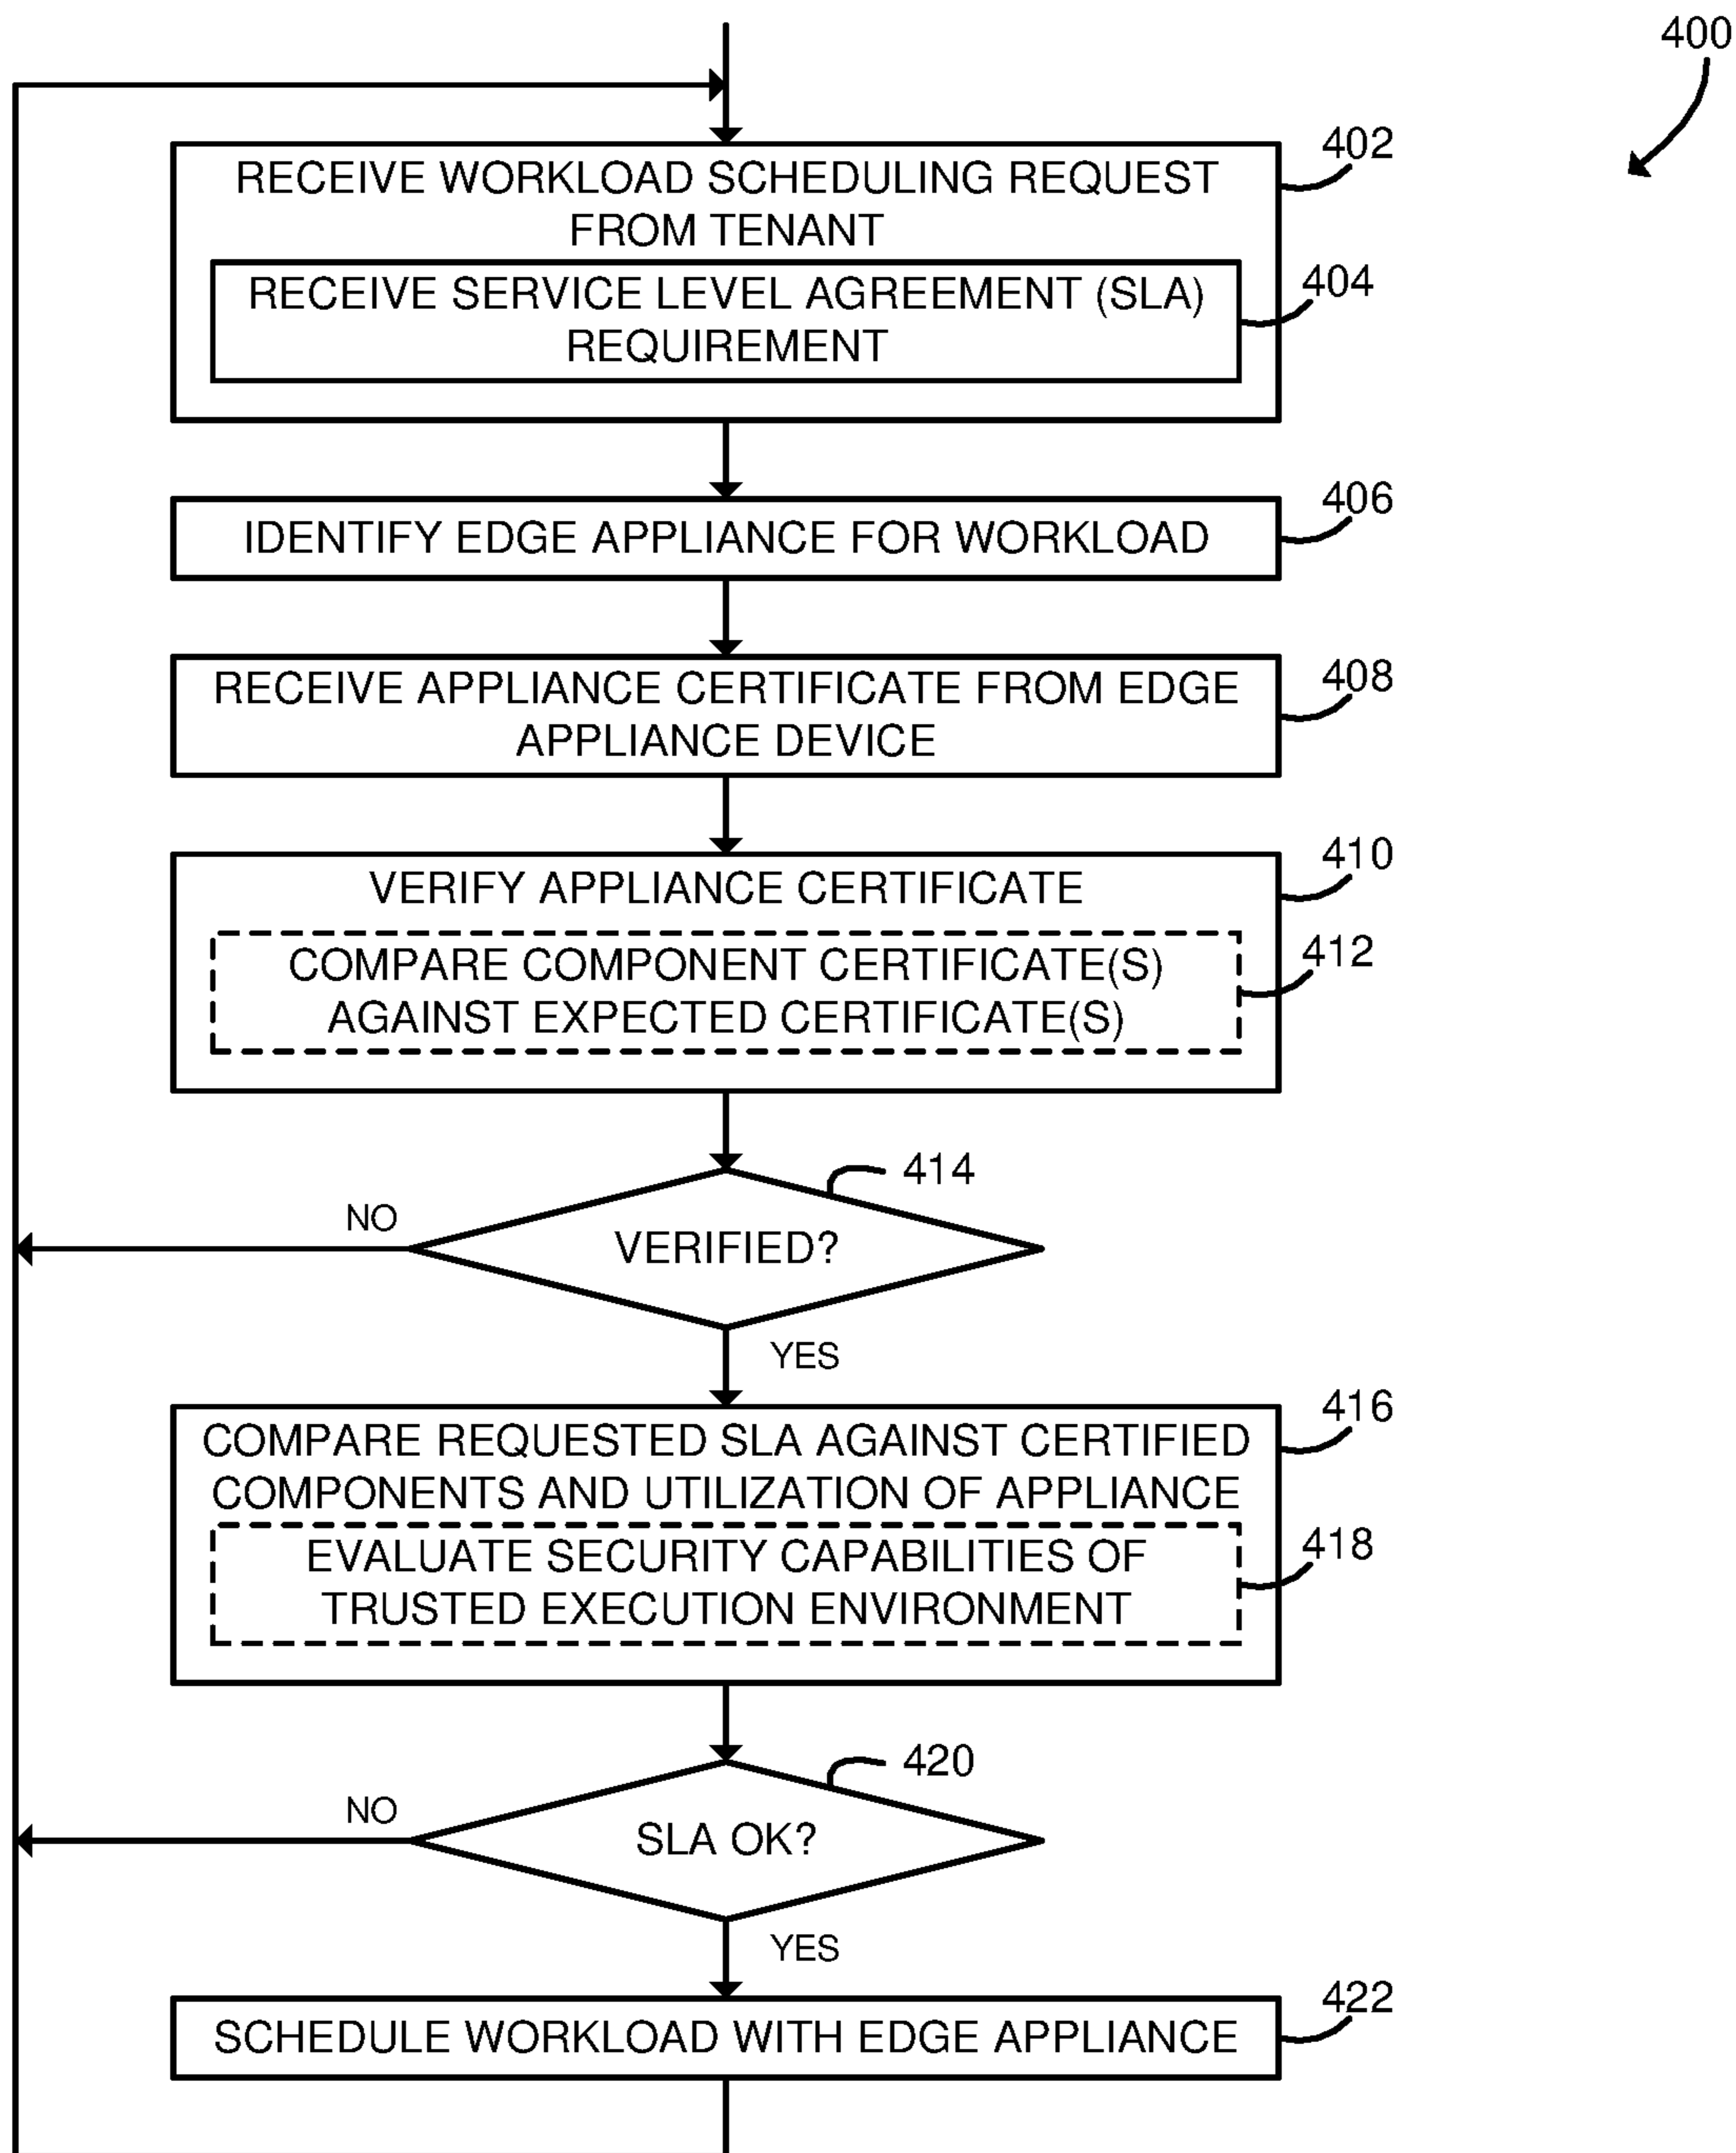 400
402
RECEIVE WORKLOAD SCHEDULING REQUEST
FROM TENANT
404
RECEIVE SERVICE LEVEL AGREEMENT (SLA)
REQUIREMENT
406
IDENTIFY EDGE APPLIANCE FOR WORKLOAD
408
RECEIVE APPLIANCE CERTIFICATE FROM EDGE
APPLIANCE DEVICE
410
VERIFY APPLIANCE CERTIFICATE
412
COMPARE COMPONENT CERTIFICATE(S)
AGAINST EXPECTED CERTIFICATE(S)
414
NO
VERIFIED?
YES
416
COMPARE REQUESTED SLA AGAINST CERTIFIED
COMPONENTS AND UTILIZATION OF APPLIANCE
418
EVALUATE SECURITY CAPABILITIES OF
TRUSTED EXECUTION ENVIRONMENT
420
NO
SLA OK?
YES
422
SCHEDULE WORKLOAD WITH EDGE APPLIANCE